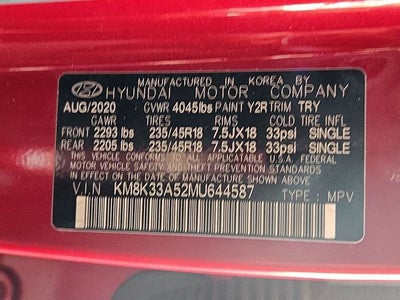 MANUFACTURED IN KOREA BY
HYUNDAI MOTOR COMPANY
AUG/2020 GVWR 4045lbs PAINT Y2R TRIM TRY
GAWR TIRES RIMS COLD TIRE INFL
FRONT 2293 lbs 235/45R18 7.5JX18 33psi SINGLE
REAR 2205 lbs 235/45R18 7.5JX18 33psi SINGLE
THIS VEHICLE CONFORMS TO ALL APPLICABLE U.S.A. FEDERAL
MOTOR VEHICLE SAFETY, BUMPER, AND THEFT PREVENTION
STANDARDS IN EFFECT ON THE DATE OF MANUFACTURE SHOWN ABOVE.
V.I.N KM8K33A52MU644587 TYPE : MPV